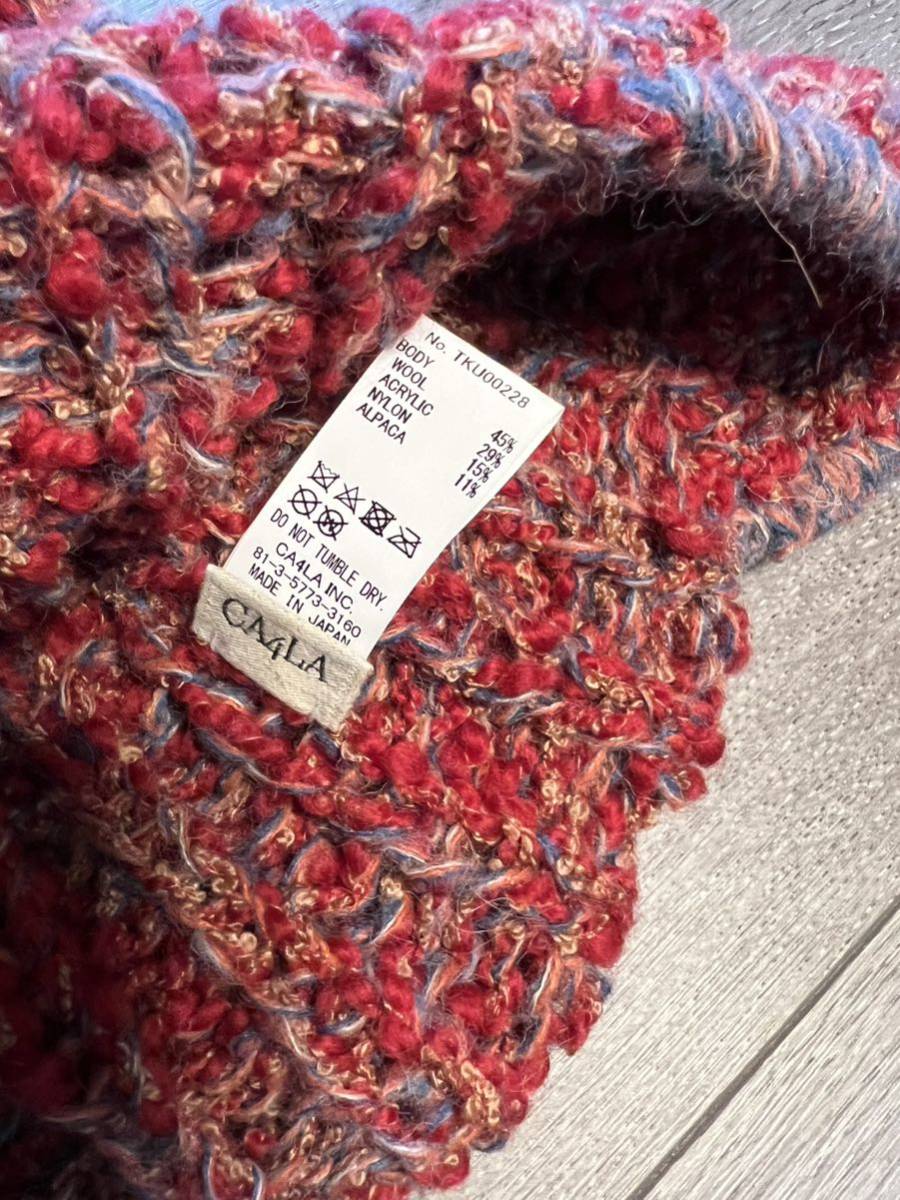 No. TKU00228
BODY
WOOL 45%
ACRYLIC 29%
NYLON 15%
ALPACA 11%
DO NOT TUMBLE DRY.
CA4LA INC.
81-3-5773-3160
MADE IN JAPAN
CA4LA